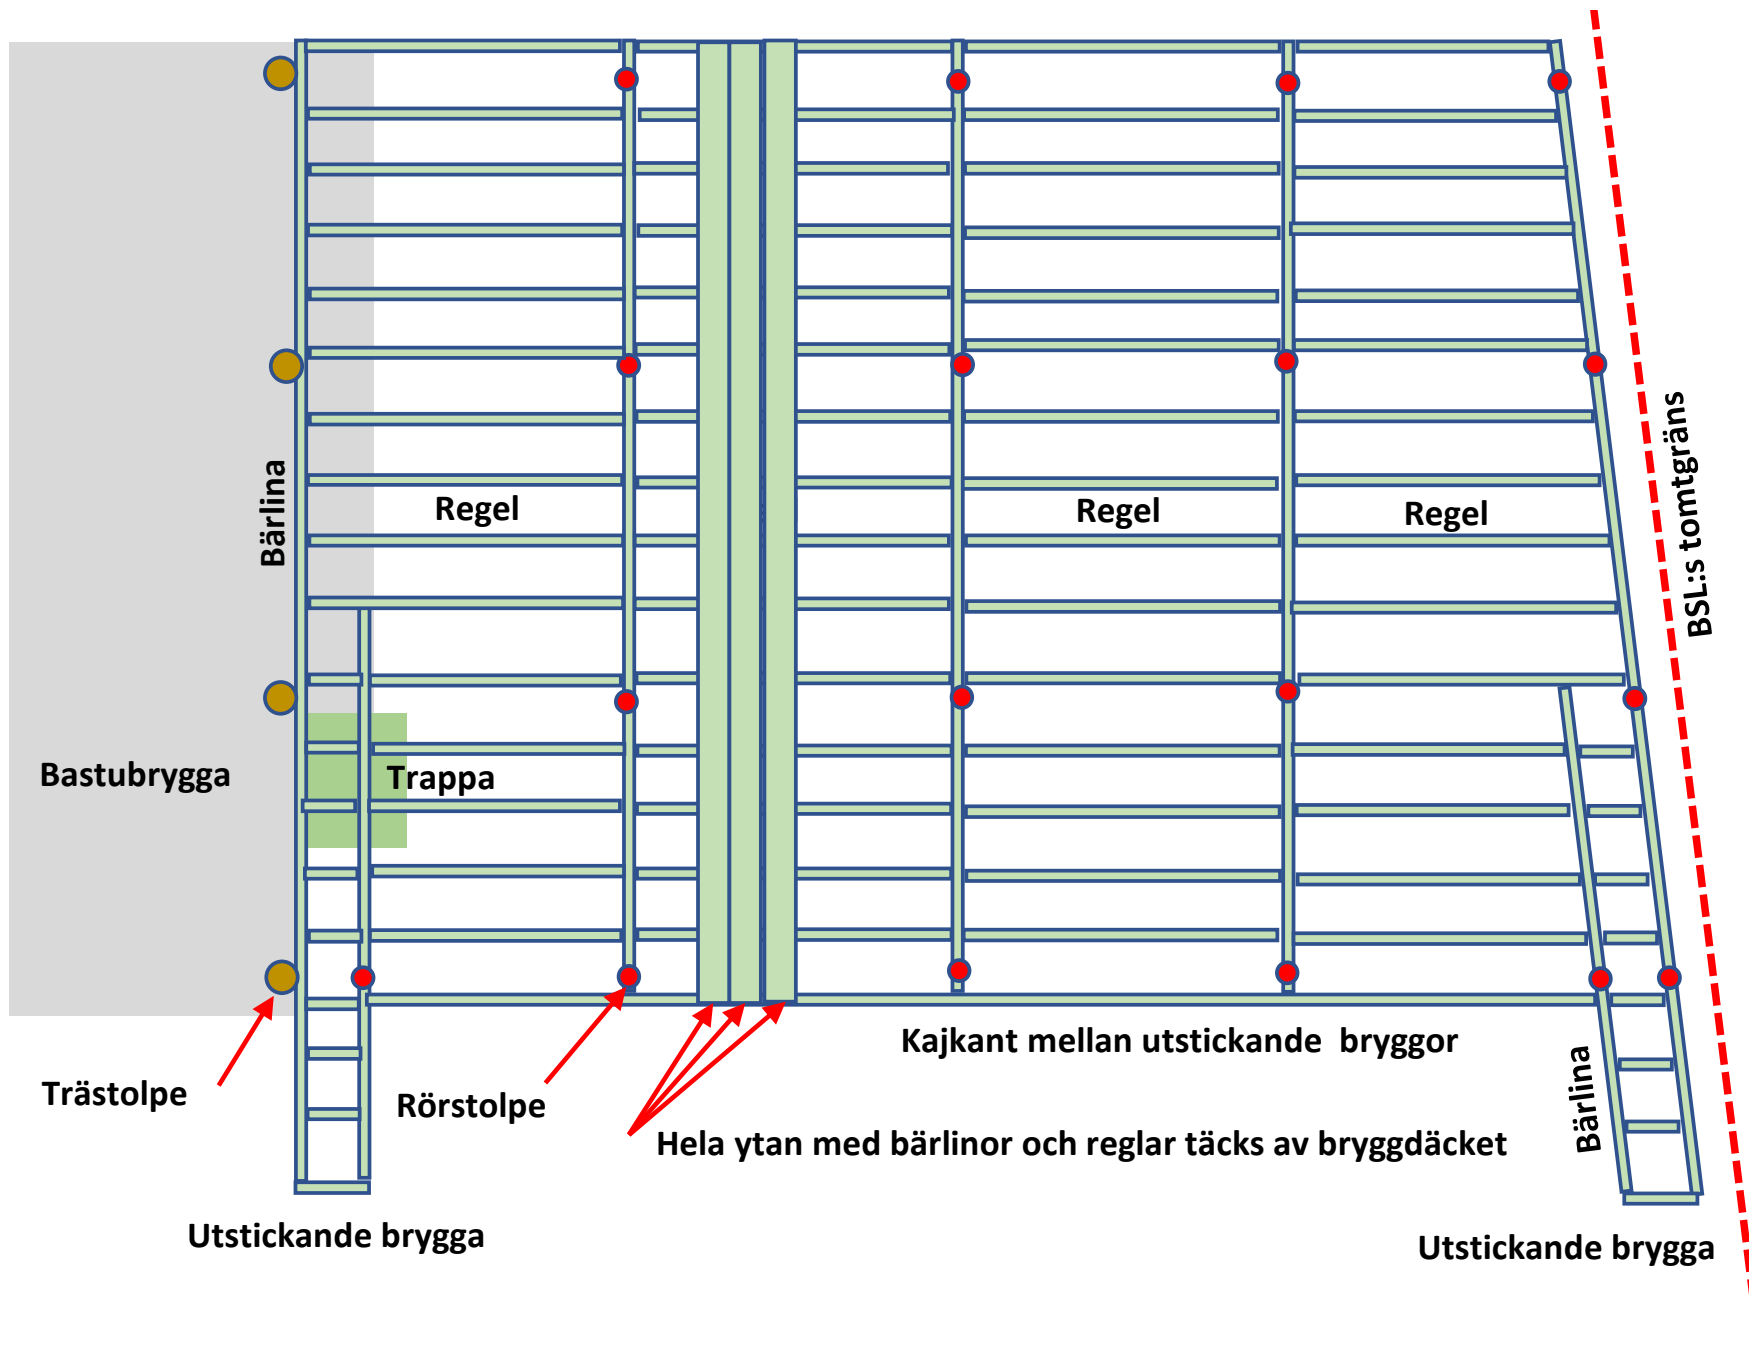 Bärlina
Regel
Regel
Regel
BSL:s tomtgräns
Bastubrygga
Trappa
Kajkant mellan utstickande  bryggor
Trästolpe
Rörstolpe
Bärlina
Hela ytan med bärlinor och reglar täcks av bryggdäcket
Utstickande brygga
Utstickande brygga